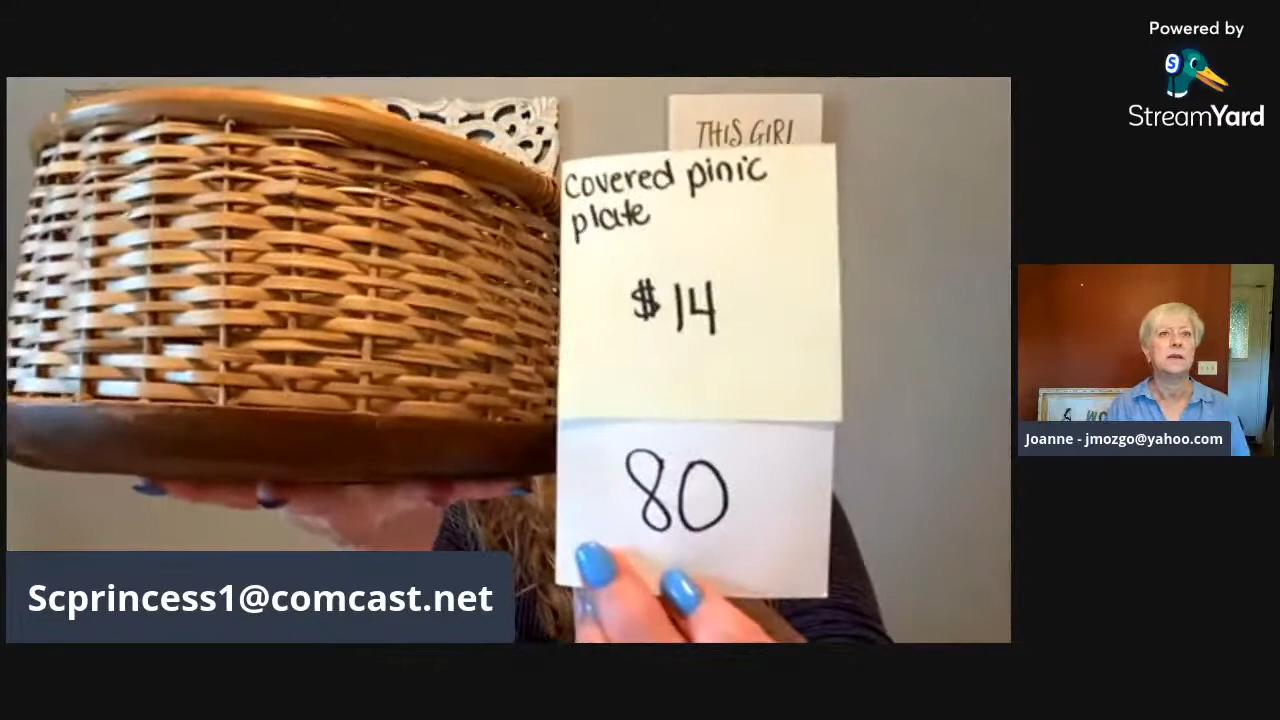 Powered by
StreamYard
THIS GIRL
covered pinic
plate
$14
80
Joanne - jmozgo@yahoo.com
Scprincess1@comcast.net